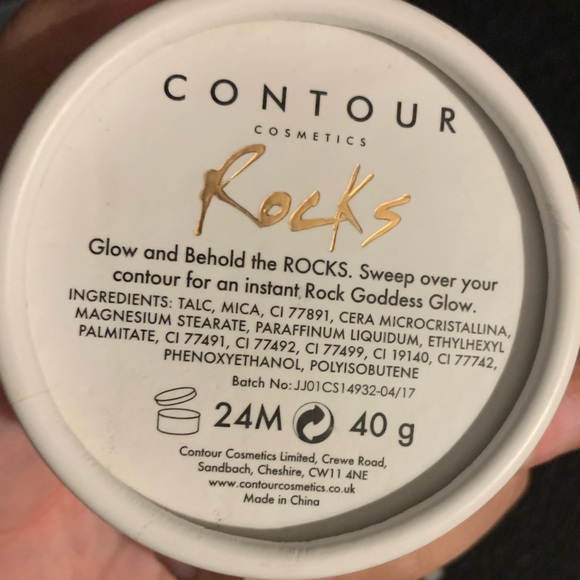 CONTOUR
COSMETICS
Rocks
Glow and Behold the ROCKS. Sweep over your
contour for an instant Rock Goddess Glow.
INGREDIENTS: TALC, MICA, CI 77891, CERA MICROCRISTALLINA,
MAGNESIUM STEARATE, PARAFFINUM LIQUIDUM, ETHYLHEXYL
PALMITATE, CI 77491, CI 77492, CI 77499, CI 19140, CI 77742,
PHENOXYETHANOL, POLYISOBUTENE
Batch No: JJ01CS14932-04/17
24M 40 g
Contour Cosmetics Limited, Crewe Road,
Sandbach, Cheshire, CW11 4NE
www.contourcosmetics.co.uk
Made in China